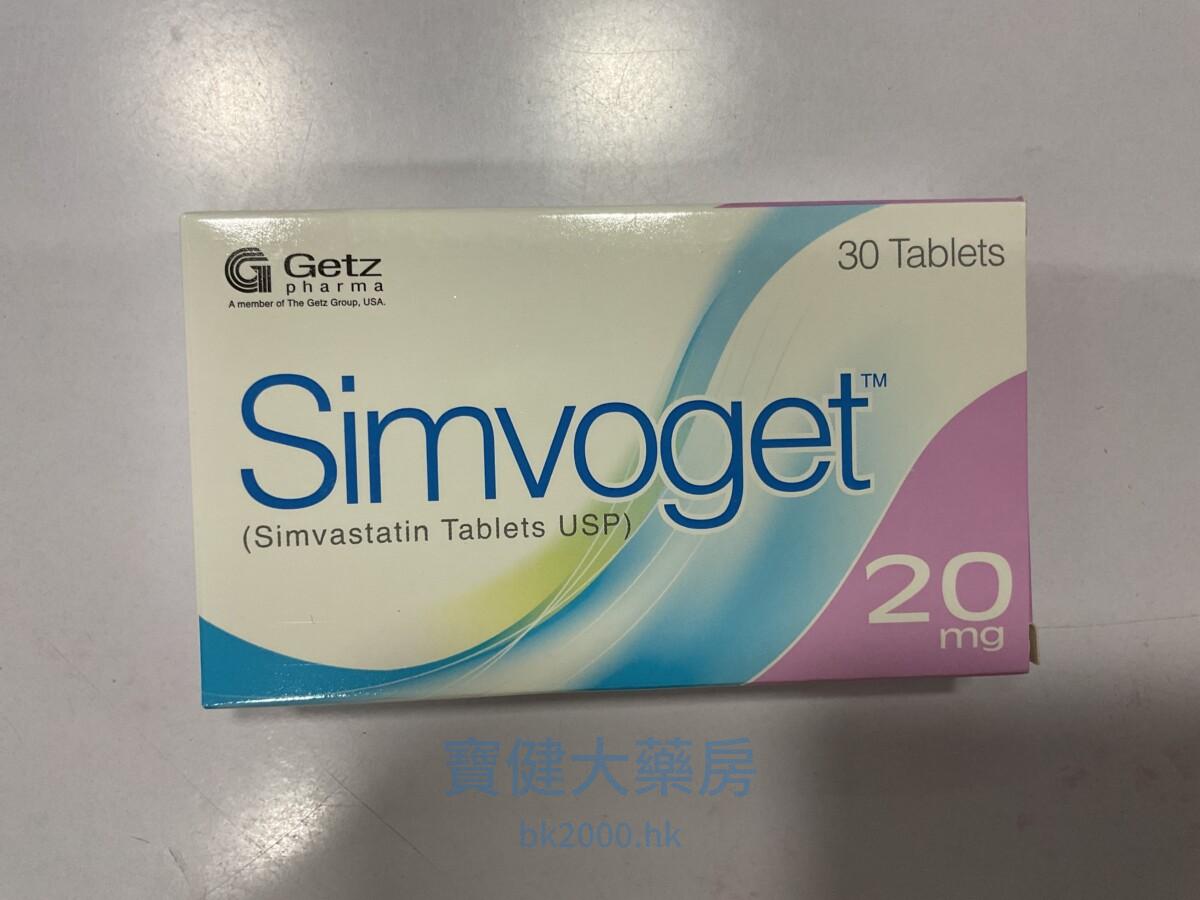 Getz
pharma
A member of The Getz Group, USA.
30 Tablets
Simvoget™
(Simvastatin Tablets USP)
20
mg
寶健大藥房
bk2000.hk